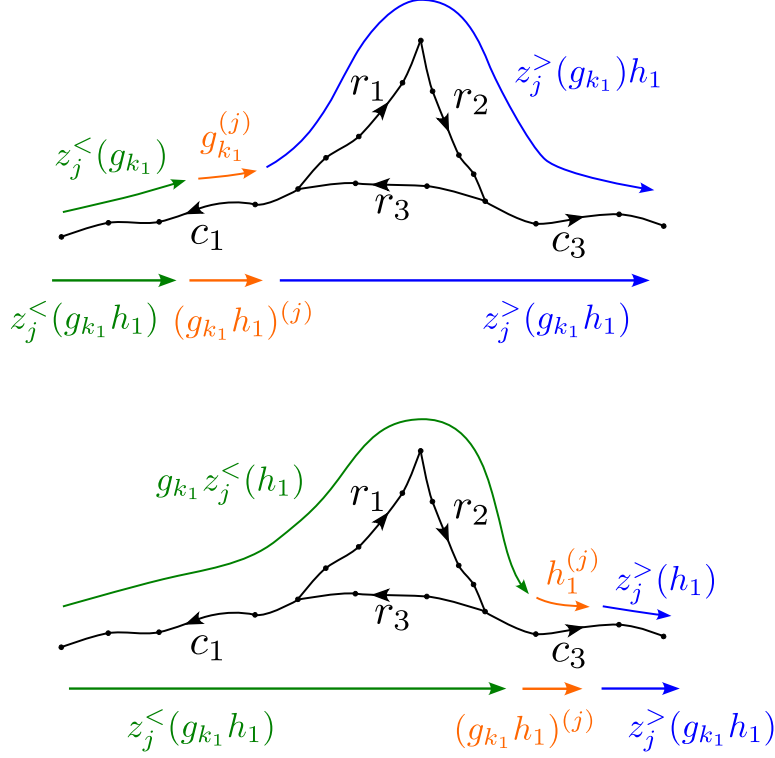 z_j^>(g_{k_1})h_1
r_1
r_2
g_{k_1}^{(j)}
z_j^<(g_{k_1})
r_3
c_1
c_3
z_j^<(g_{k_1}h_1) (g_{k_1}h_1)^{(j)} z_j^>(g_{k_1}h_1)
g_{k_1}z_j^<(h_1)
r_1
r_2
h_1^{(j)}
z_j^>(h_1)
r_3
c_1
c_3
z_j^<(g_{k_1}h_1) (g_{k_1}h_1)^{(j)} z_j^>(g_{k_1}h_1)